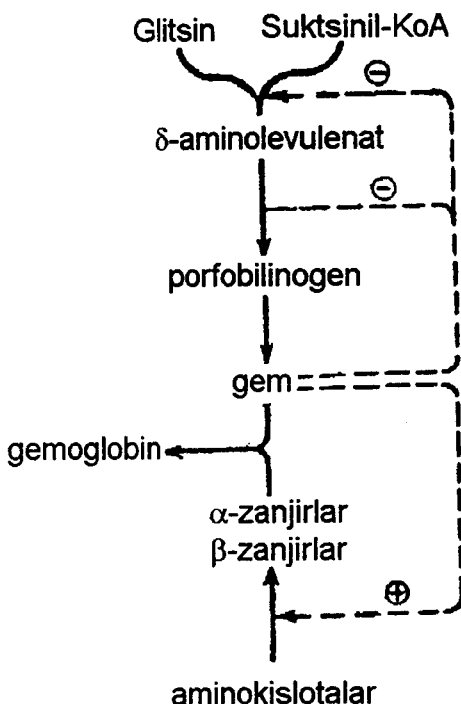 Glitsin Suktsinil-KoA
⊖
δ-aminolevulenat
⊖
porfobilinogen
gem
gemoglobin
α-zanjirlar
β-zanjirlar
⊕
aminokislotalar